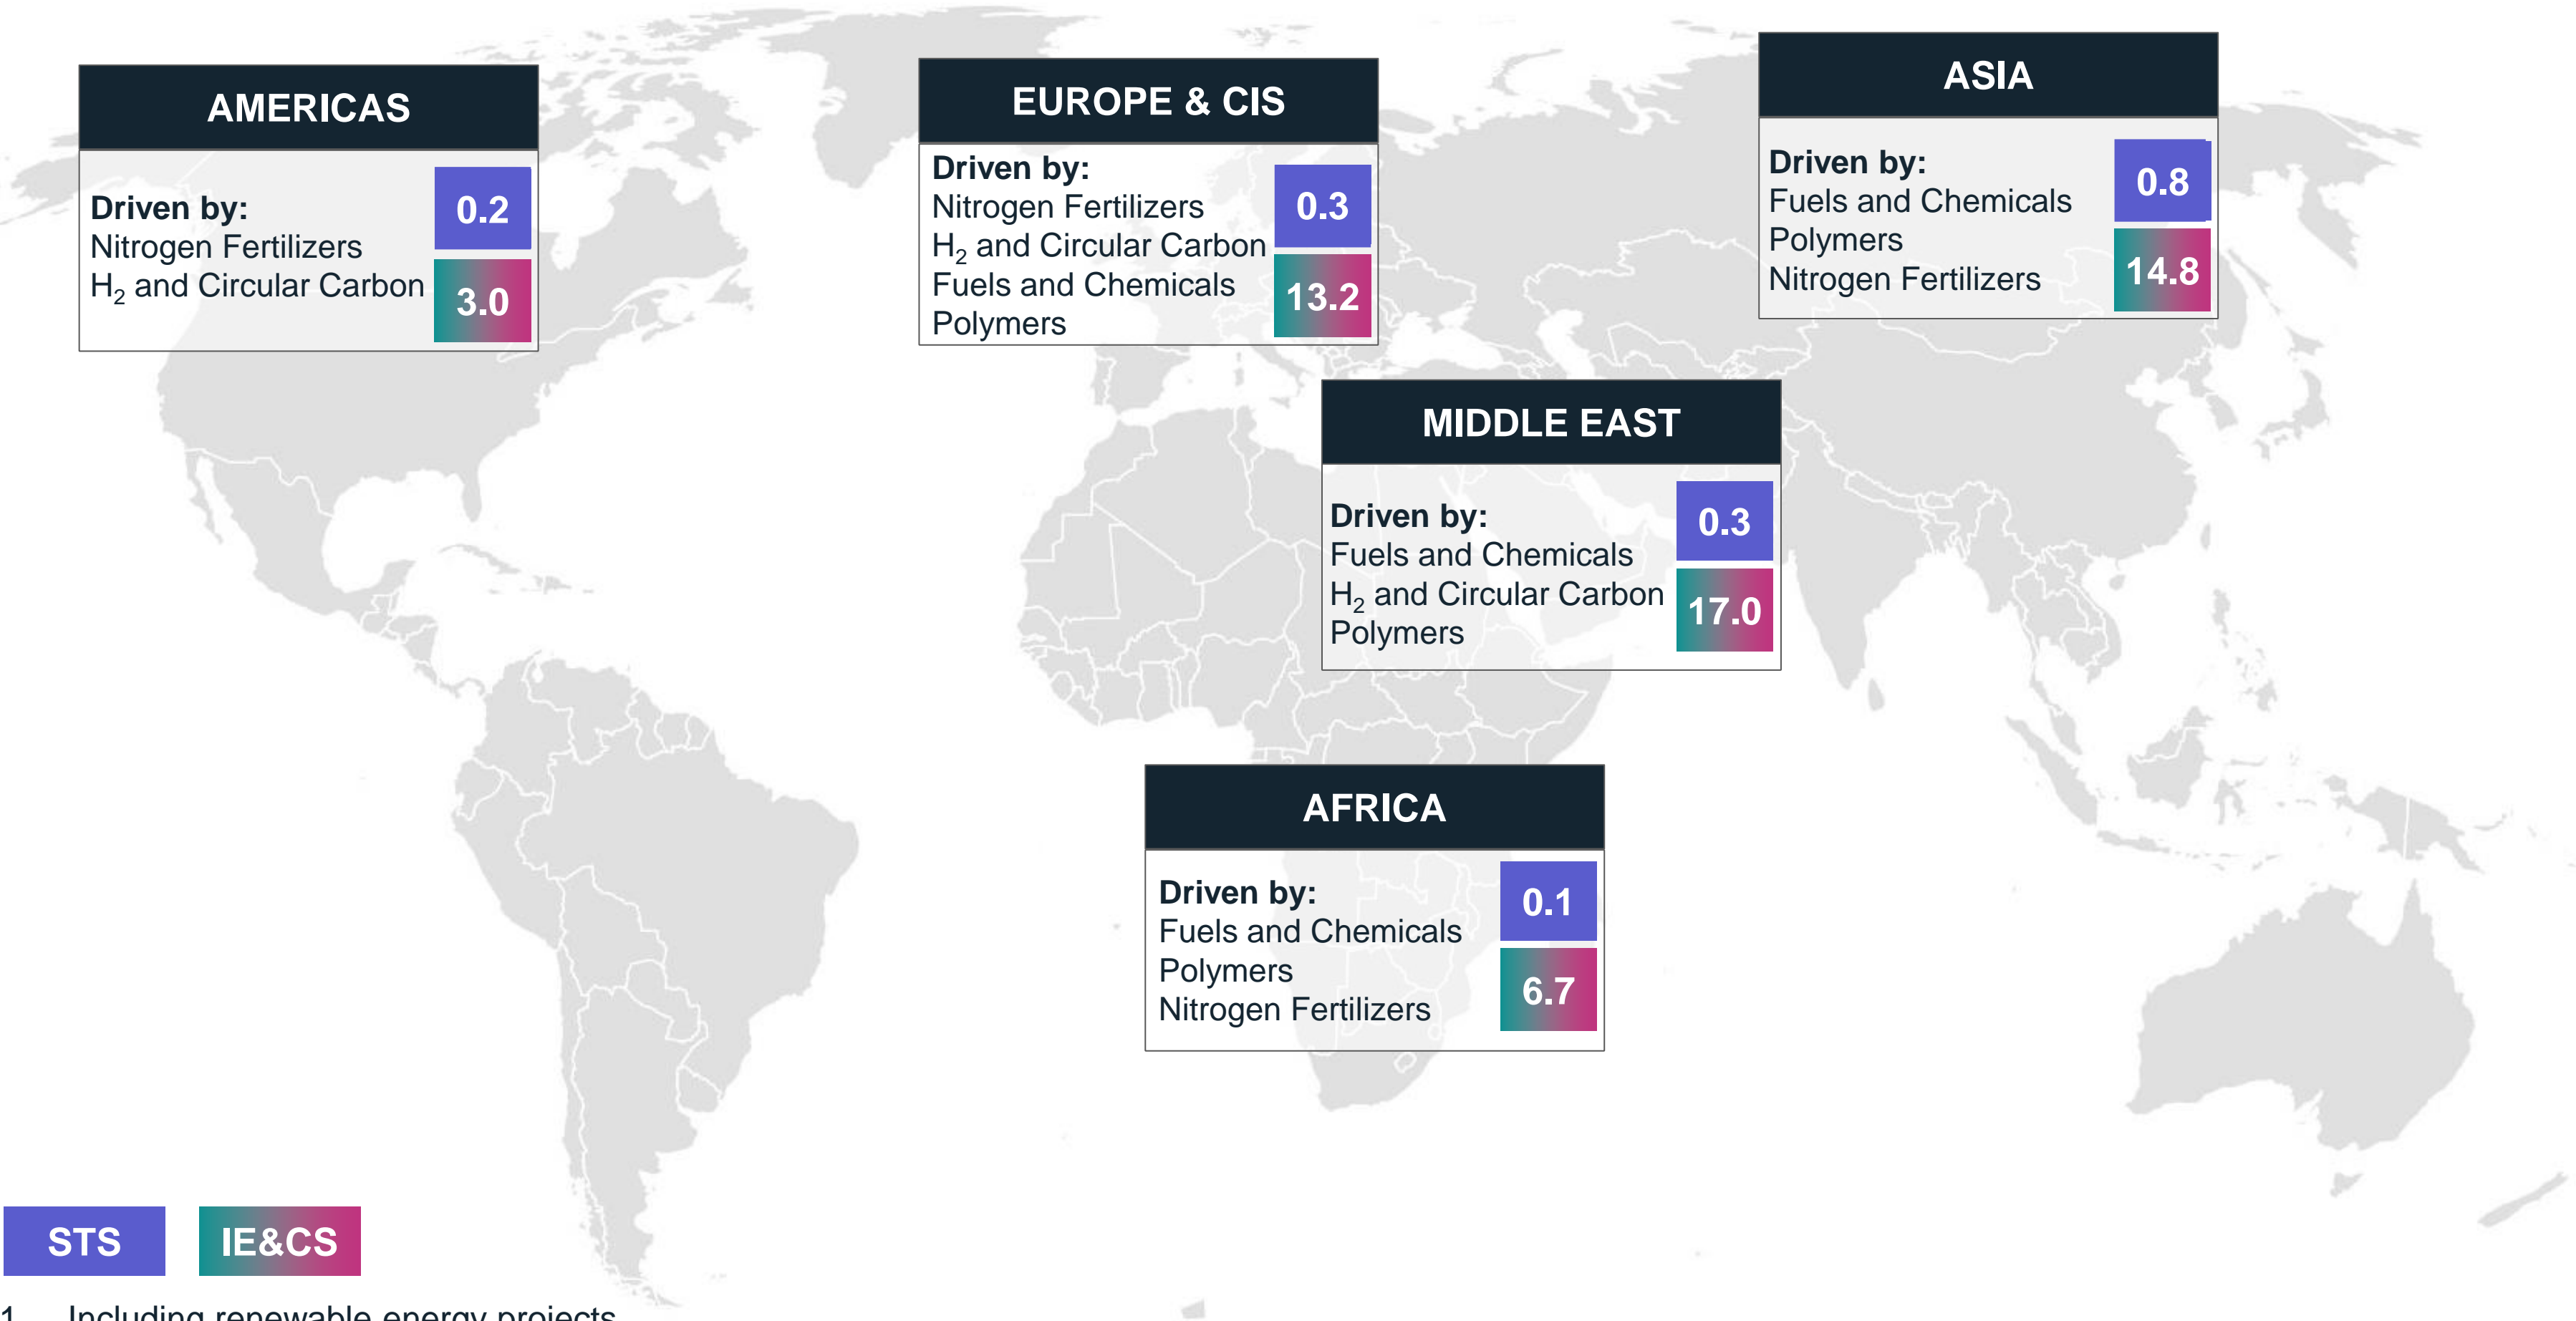 AMERICAS
Driven by:
Nitrogen Fertilizers
H₂ and Circular Carbon
0.2
3.0
EUROPE & CIS
Driven by:
Nitrogen Fertilizers
H₂ and Circular Carbon
Fuels and Chemicals
Polymers
0.3
13.2
ASIA
Driven by:
Fuels and Chemicals
Polymers
Nitrogen Fertilizers
0.8
14.8
MIDDLE EAST
Driven by:
Fuels and Chemicals
H₂ and Circular Carbon
Polymers
0.3
17.0
AFRICA
Driven by:
Fuels and Chemicals
Polymers
Nitrogen Fertilizers
0.1
6.7
STS
IE&CS
1 Including renewable energy projects